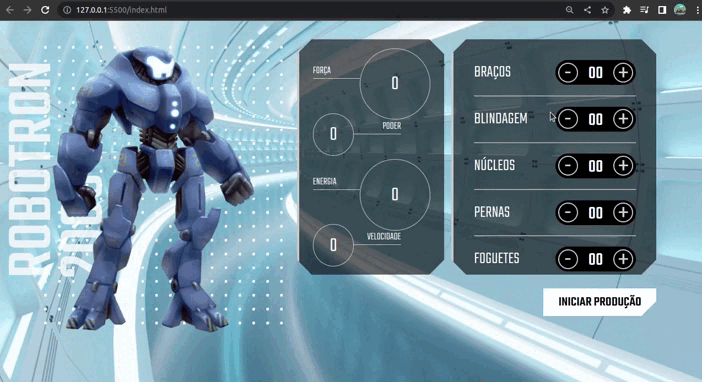 127.0.0.1:5500/index.html
ROBOTRON
FORÇA
0
PODER
0
ENERGIA
0
VELOCIDADE
0
BRAÇOS - 00 +
BLINDAGEM - 00 +
NÚCLEOS - 00 +
PERNAS - 00 +
FOGUETES - 00 +
INICIAR PRODUÇÃO